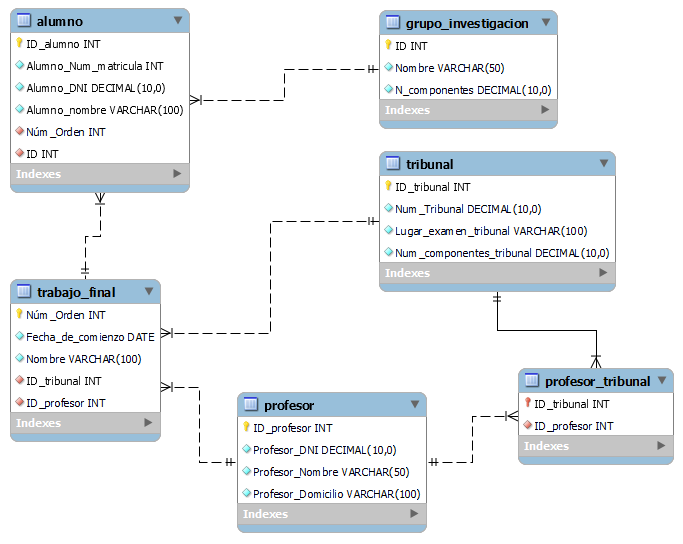 alumno
ID_alumno INT
Alumno_Num_matricula INT
Alumno_DNI DECIMAL(10,0)
Alumno_nombre VARCHAR(100)
Núm_Orden INT
ID INT
Indexes
grupo_investigacion
ID INT
Nombre VARCHAR(50)
N_componentes DECIMAL(10,0)
Indexes
tribunal
ID_tribunal INT
Num_Tribunal DECIMAL(10,0)
Lugar_examen_tribunal VARCHAR(100)
Num_componentes_tribunal DECIMAL(10,0)
Indexes
trabajo_final
Núm_Orden INT
Fecha_de_comienzo DATE
Nombre VARCHAR(100)
ID_tribunal INT
ID_profesor INT
Indexes
profesor
ID_profesor INT
Profesor_DNI DECIMAL(10,0)
Profesor_Nombre VARCHAR(50)
Profesor_Domicilio VARCHAR(100)
Indexes
profesor_tribunal
ID_tribunal INT
ID_profesor INT
Indexes